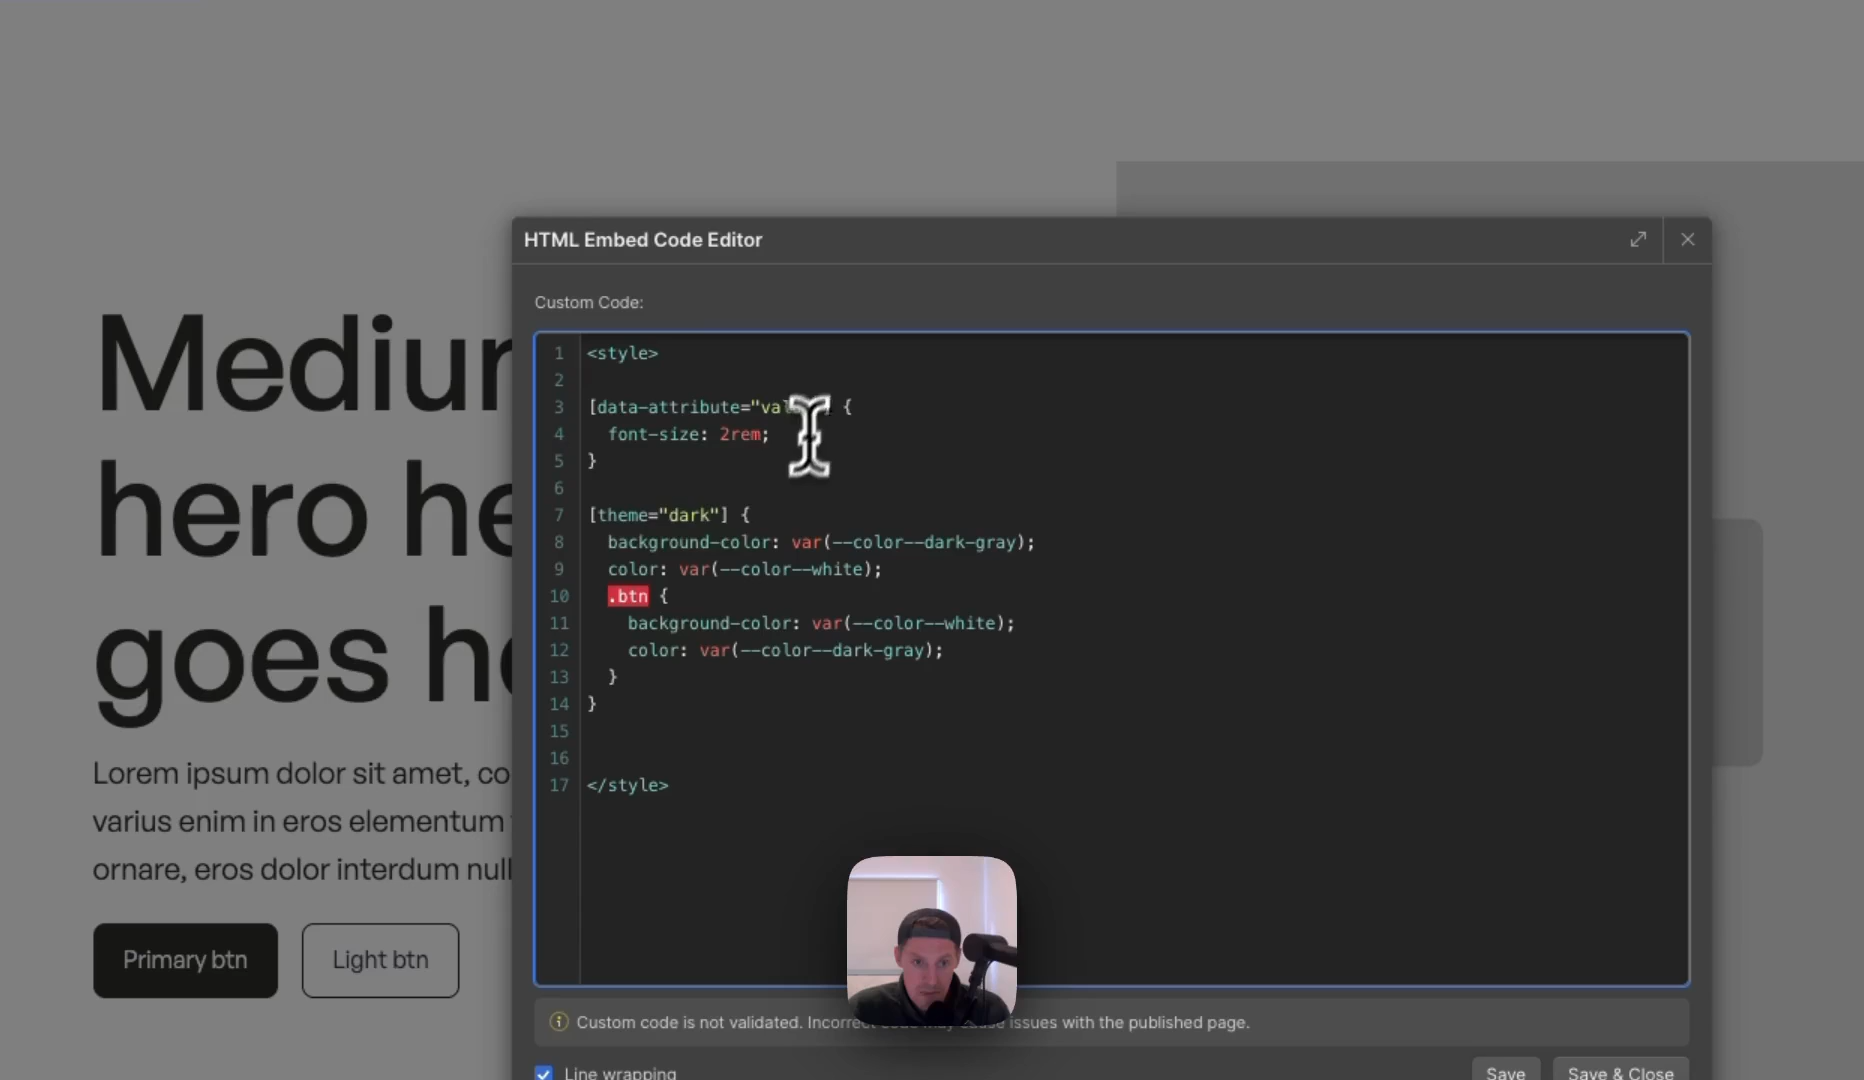 HTML Embed Code Editor
Custom Code:
1 <style>
2
3 [data-attribute="va {
4 font-size: 2rem;
5 }
6
7 [theme="dark"] {
8 background-color: var(--color--dark-gray);
9 color: var(--color--white);
10 .btn {
11 background-color: var(--color--white);
12 color: var(--color--dark-gray);
13 }
14 }
15
16
17 </style>
hero
goes
Lorem ipsum dolor sit amet, co
varius enim in eros elementum
ornare, eros dolor interdum null
Primary btn
Light btn
Custom code is not validated. issues with the published page.
Line wrapping
Save
Save & Close